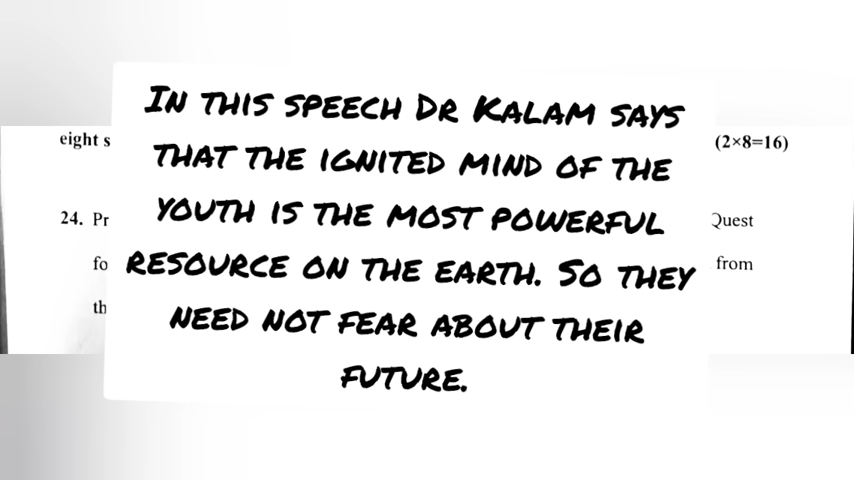 In this speech Dr Kalam says
that the ignited mind of the
youth is the most powerful
resource on the earth. So they
need not fear about their
future.
eight s (2×8=16)
24. Pr Quest
fo from
th